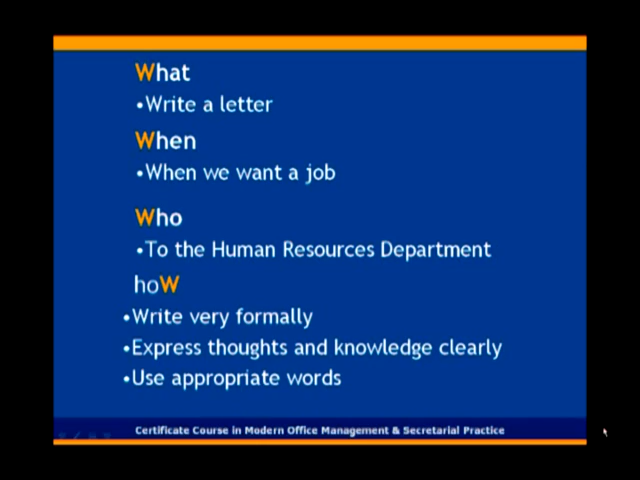 What
•Write a letter
When
•When we want a job
Who
•To the Human Resources Department
hoW
•Write very formally
•Express thoughts and knowledge clearly
•Use appropriate words
Certificate Course in Modern Office Management & Secretarial Practice